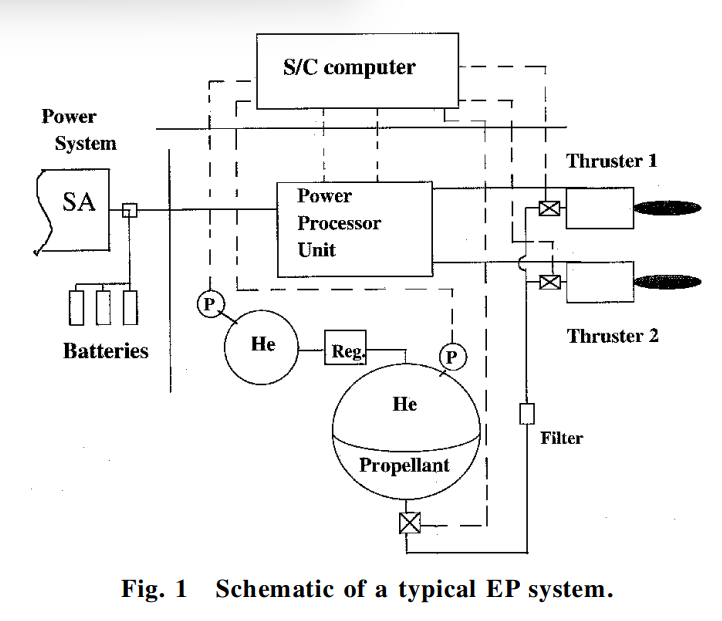 S/C computer
Power
System
SA
Batteries
Power
Processor
Unit
Thruster 1
Thruster 2
P
He
Reg.
P
He
Propellant
Filter
Fig. 1 Schematic of a typical EP system.